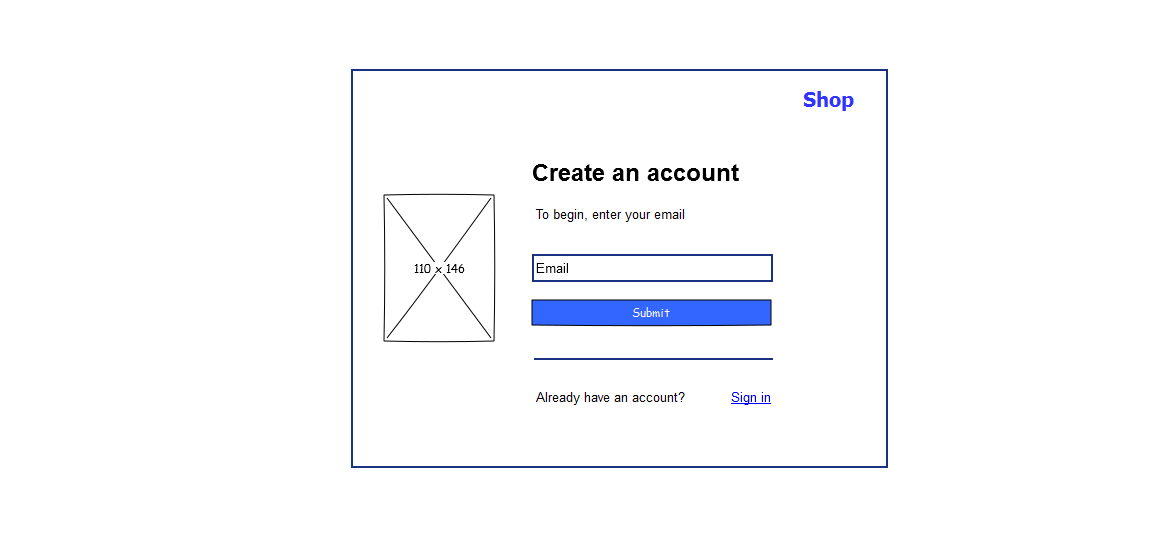 Shop
Create an account
To begin, enter your email
110 x 146
Email
Submit
Already have an account? Sign in